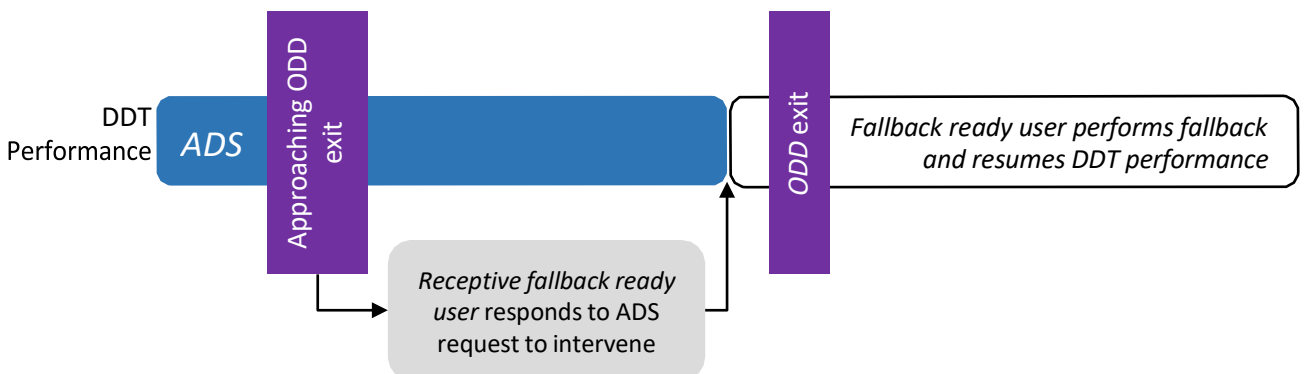 DDT
Performance
ADS
Approaching ODD
exit
ODD exit
Fallback ready user performs fallback
and resumes DDT performance
Receptive fallback ready
user responds to ADS
request to intervene